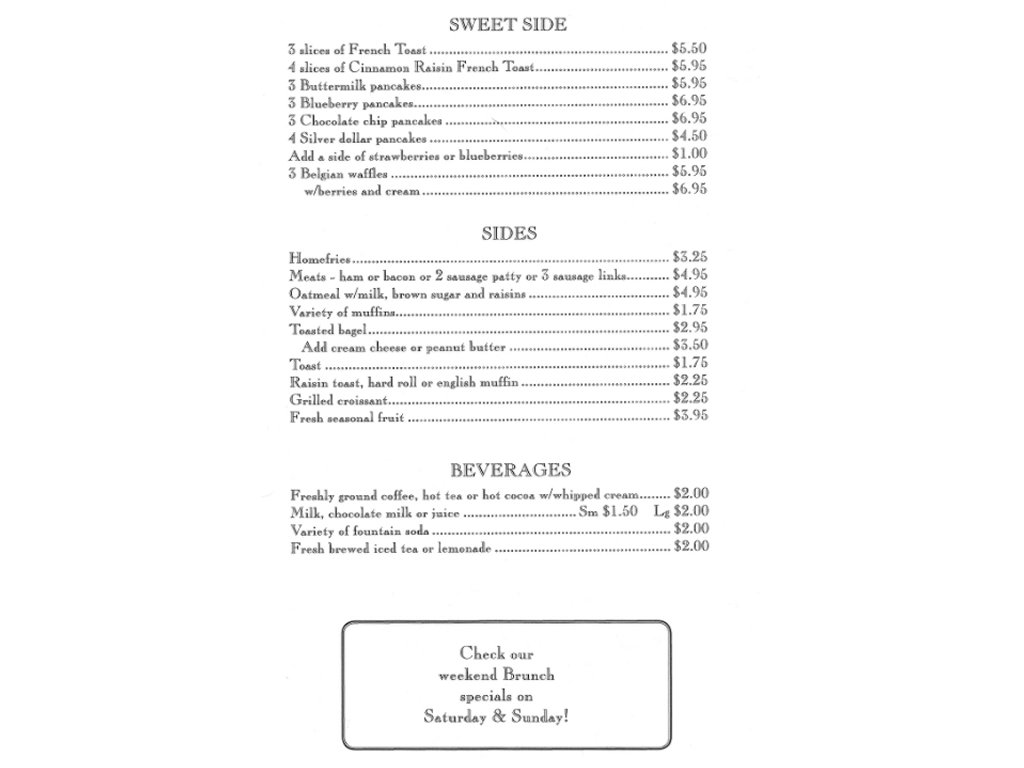 SWEET SIDE
3 slices of French Toast ........................................................ $5.50
4 slices of Cinnamon Raisin French Toast............................... $5.95
3 Buttermilk pancakes.......................................................... $5.95
3 Blueberry pancakes............................................................ $6.95
3 Chocolate chip pancakes ..................................................... $6.95
4 Silver dollar pancakes ........................................................ $4.50
Add a side of strawberries or blueberries.................................. $1.00
3 Belgian waffles .................................................................. $5.95
w/berries and cream .......................................................... $6.95
SIDES
Homefries ........................................................................... $3.25
Meats - ham or bacon or 2 sausage patty or 3 sausage links.......... $4.95
Oatmeal w/milk, brown sugar and raisins ................................. $4.95
Variety of muffins................................................................. $1.75
Toasted bagel ....................................................................... $2.95
Add cream cheese or peanut butter ...................................... $3.50
Toast .................................................................................. $1.75
Raisin toast, hard roll or english muffin ................................... $2.25
Grilled croissant................................................................... $2.25
Fresh seasonal fruit .............................................................. $3.95
BEVERAGES
Freshly ground coffee, hot tea or hot cocoa w/whipped cream........ $2.00
Milk, chocolate milk or juice ........................... Sm $1.50 Lg $2.00
Variety of fountain soda ......................................................... $2.00
Fresh brewed iced tea or lemonade .......................................... $2.00
Check our
weekend Brunch
specials on
Saturday & Sunday!